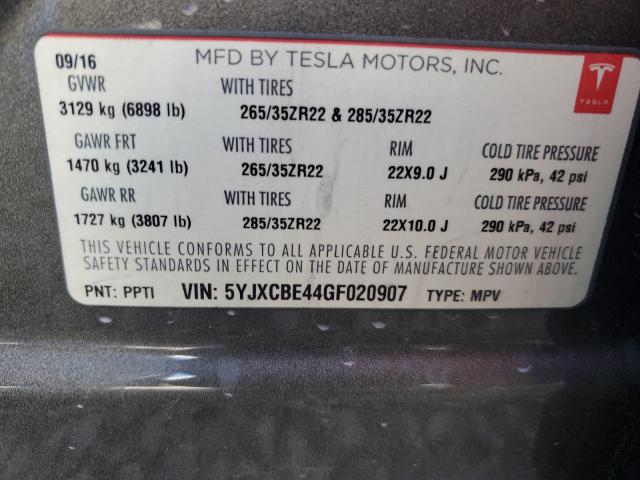 09/16 MFD BY TESLA MOTORS, INC.
GVWR WITH TIRES
3129 kg (6898 lb) 265/35ZR22 & 285/35ZR22
TESLA
GAWR FRT WITH TIRES RIM COLD TIRE PRESSURE
1470 kg (3241 lb) 265/35ZR22 22X9.0 J 290 kPa, 42 psi
GAWR RR WITH TIRES RIM COLD TIRE PRESSURE
1727 kg (3807 lb) 285/35ZR22 22X10.0 J 290 kPa, 42 psi
THIS VEHICLE CONFORMS TO ALL APPLICABLE U.S. FEDERAL MOTOR VEHICLE
SAFETY STANDARDS IN EFFECT ON THE DATE OF MANUFACTURE SHOWN ABOVE.
PNT: PPTI VIN: 5YJXCBE44GF020907 TYPE: MPV